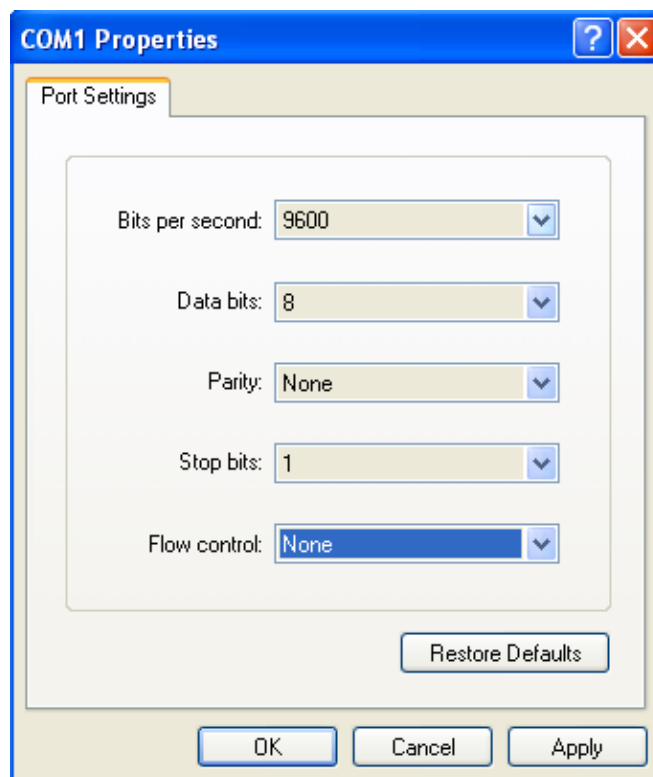 COM1 Properties
Port Settings
Bits per second: 9600
Data bits: 8
Parity: None
Stop bits: 1
Flow control: None
Restore Defaults
OK Cancel Apply